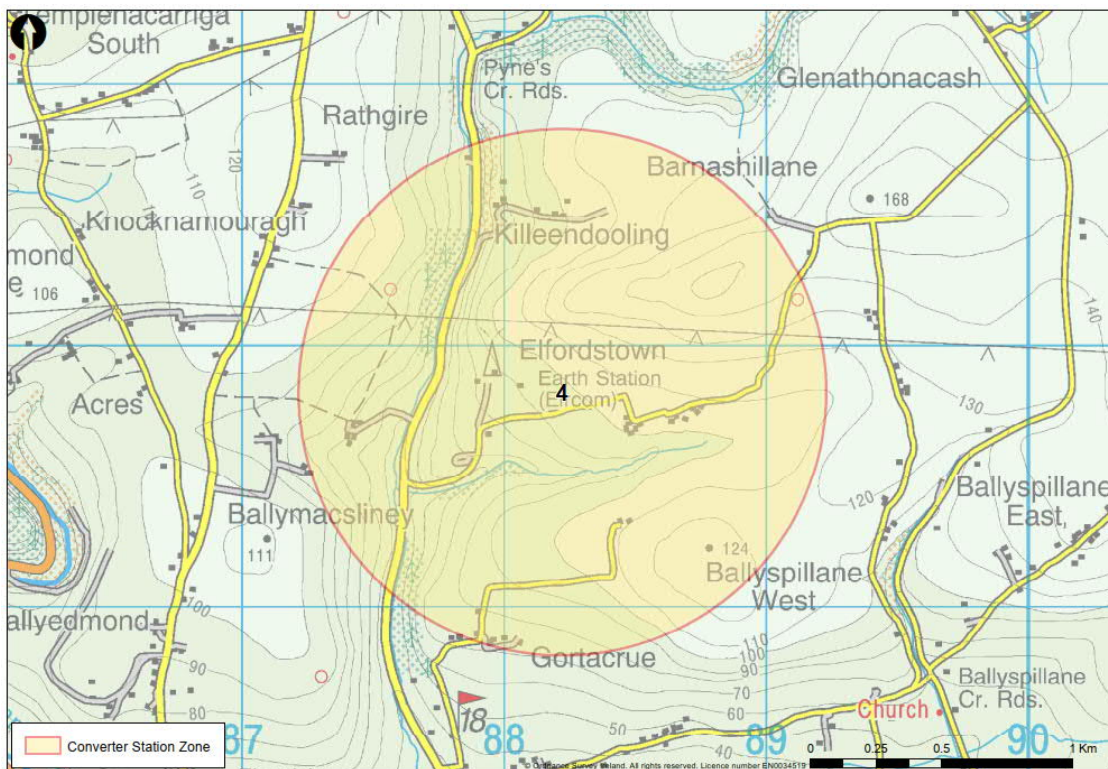 Templenacarriga
South
Pyne's
Cr. Rds.
Glenathonacash
Rathgire
Barnashillane
120
110
168
Knocknamouragh
Killeendooling
mond
e
106
140
Elfordstown
Earth Station
(Eircom)
4
Acres
130
120
Ballymacsliney
111
124
Ballyspillane
East,
Ballyspillane
West
100
allyedmond
90
80
Gortacrue
110
100
90
70
60
50
40
18
Ballyspillane
Cr. Rds.
Church
87
88
89
90
Converter Station Zone
0 0.25 0.5 1 Km
© Ordnance Survey Ireland. All rights reserved. Licence number EN0034519